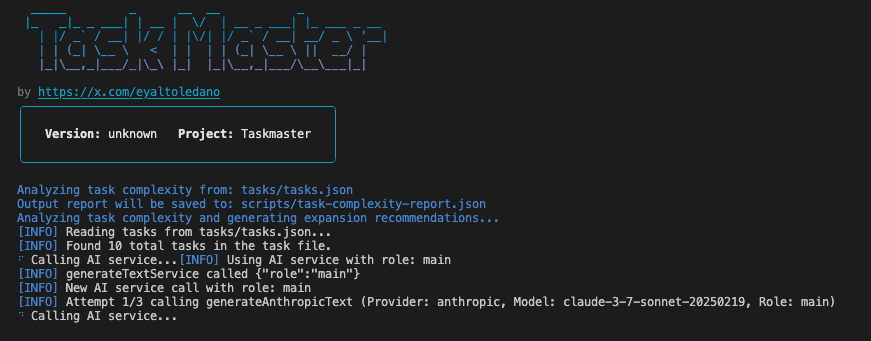 Task Master
by https://x.com/eyaltoledano
Version: unknown   Project: Taskmaster
Analyzing task complexity from: tasks/tasks.json
Output report will be saved to: scripts/task-complexity-report.json
Analyzing task complexity and generating expansion recommendations...
[INFO] Reading tasks from tasks/tasks.json...
[INFO] Found 10 total tasks in the task file.
Calling AI service...[INFO] Using AI service with role: main
[INFO] generateTextService called {"role":"main"}
[INFO] New AI service call with role: main
[INFO] Attempt 1/3 calling generateAnthropicText (Provider: anthropic, Model: claude-3-7-sonnet-20250219, Role: main)
Calling AI service...